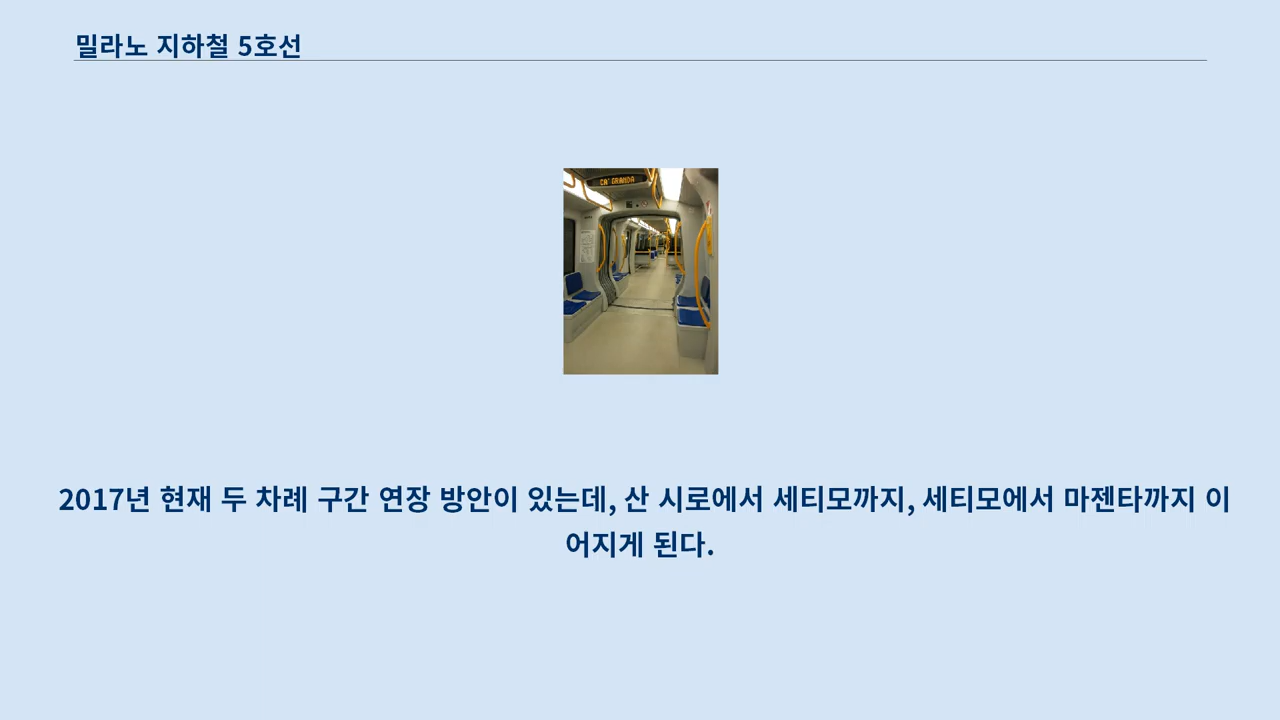 밀라노 지하철 5호선
CA' GRANDA
2017년 현재 두 차례 구간 연장 방안이 있는데, 산 시로에서 세티모까지, 세티모에서 마젠타까지 이
어지게 된다.